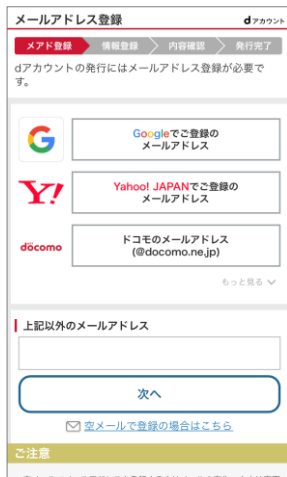 メールアドレス登録
dアカウント
メアド登録
情報登録
内容確認
発行完了
dアカウントの発行にはメールアドレス登録が必要で
す。
G
Googleでご登録の
メールアドレス
Y!
Yahoo! JAPANでご登録の
メールアドレス
döcomo
ドコモのメールアドレス
(@docomo.ne.jp)
もっと見る
上記以外のメールアドレス
次へ
空メールで登録の場合はこちら
ご注意